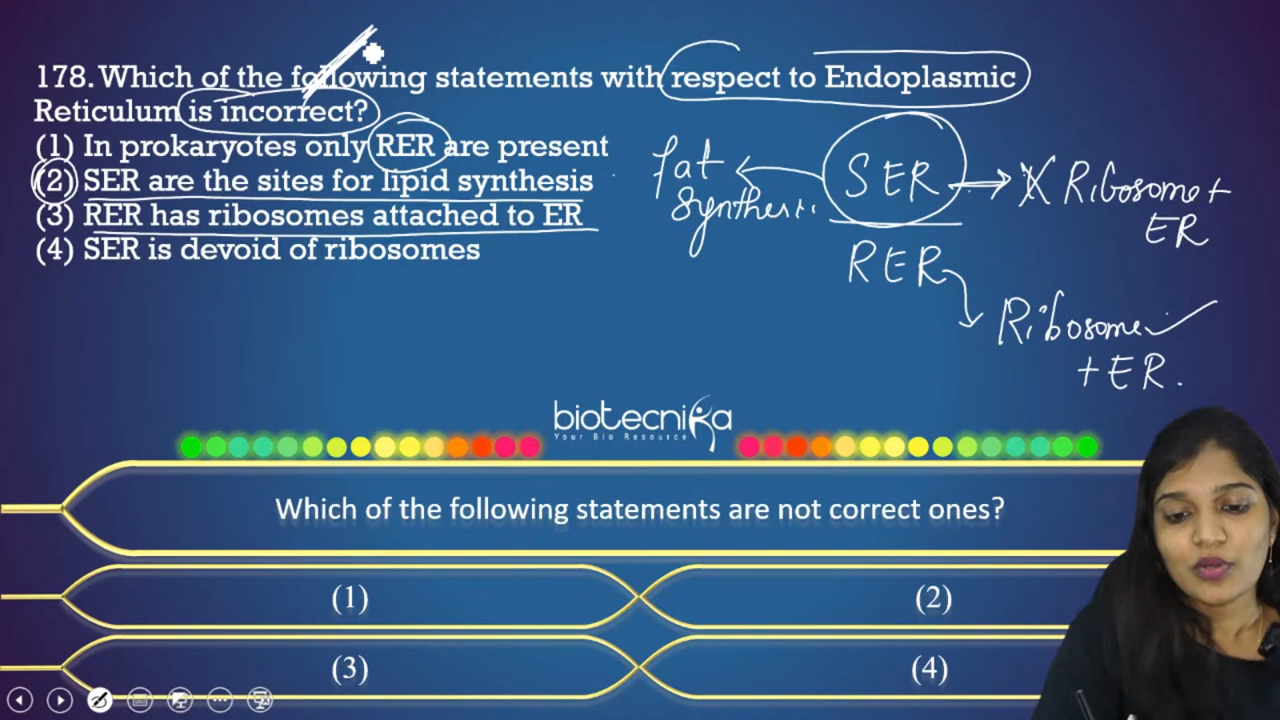 178. Which of the following statements with respect to Endoplasmic
Reticulum is incorrect?
(1) In prokaryotes only RER are present
(2) SER are the sites for lipid synthesis
(3) RER has ribosomes attached to ER
(4) SER is devoid of ribosomes
fat
Synthesi
SER
X Ribosome +
ER
RER
Ribosome
+ ER.
biotecnika
Your Bio Resource
Which of the following statements are not correct ones?
(1)
(2)
(3)
(4)